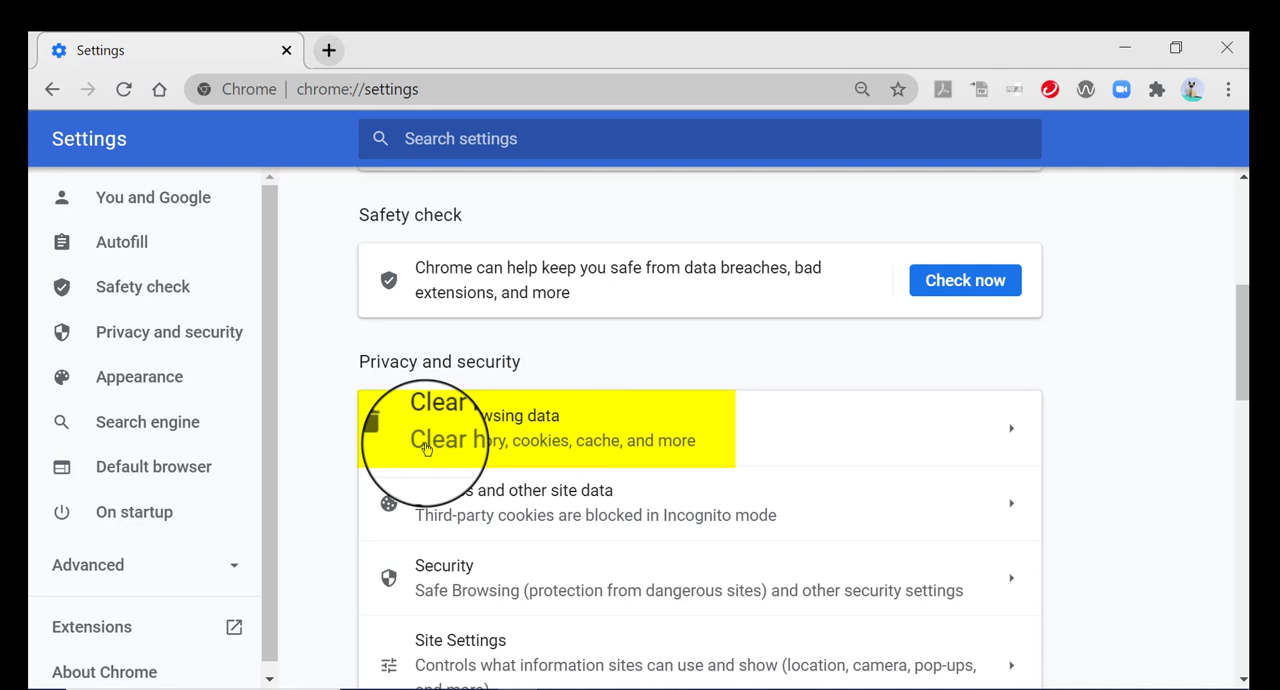 Settings
Chrome | chrome://settings
Settings
Search settings
You and Google
Autofill
Safety check
Privacy and security
Appearance
Search engine
Default browser
On startup
Advanced
Extensions
About Chrome
Safety check
Chrome can help keep you safe from data breaches, bad
extensions, and more
Check now
Privacy and security
Clear wsing data
Clear hory, cookies, cache, and more
s and other site data
Third-party cookies are blocked in Incognito mode
Security
Safe Browsing (protection from dangerous sites) and other security settings
Site Settings
Controls what information sites can use and show (location, camera, pop-ups,
and more)